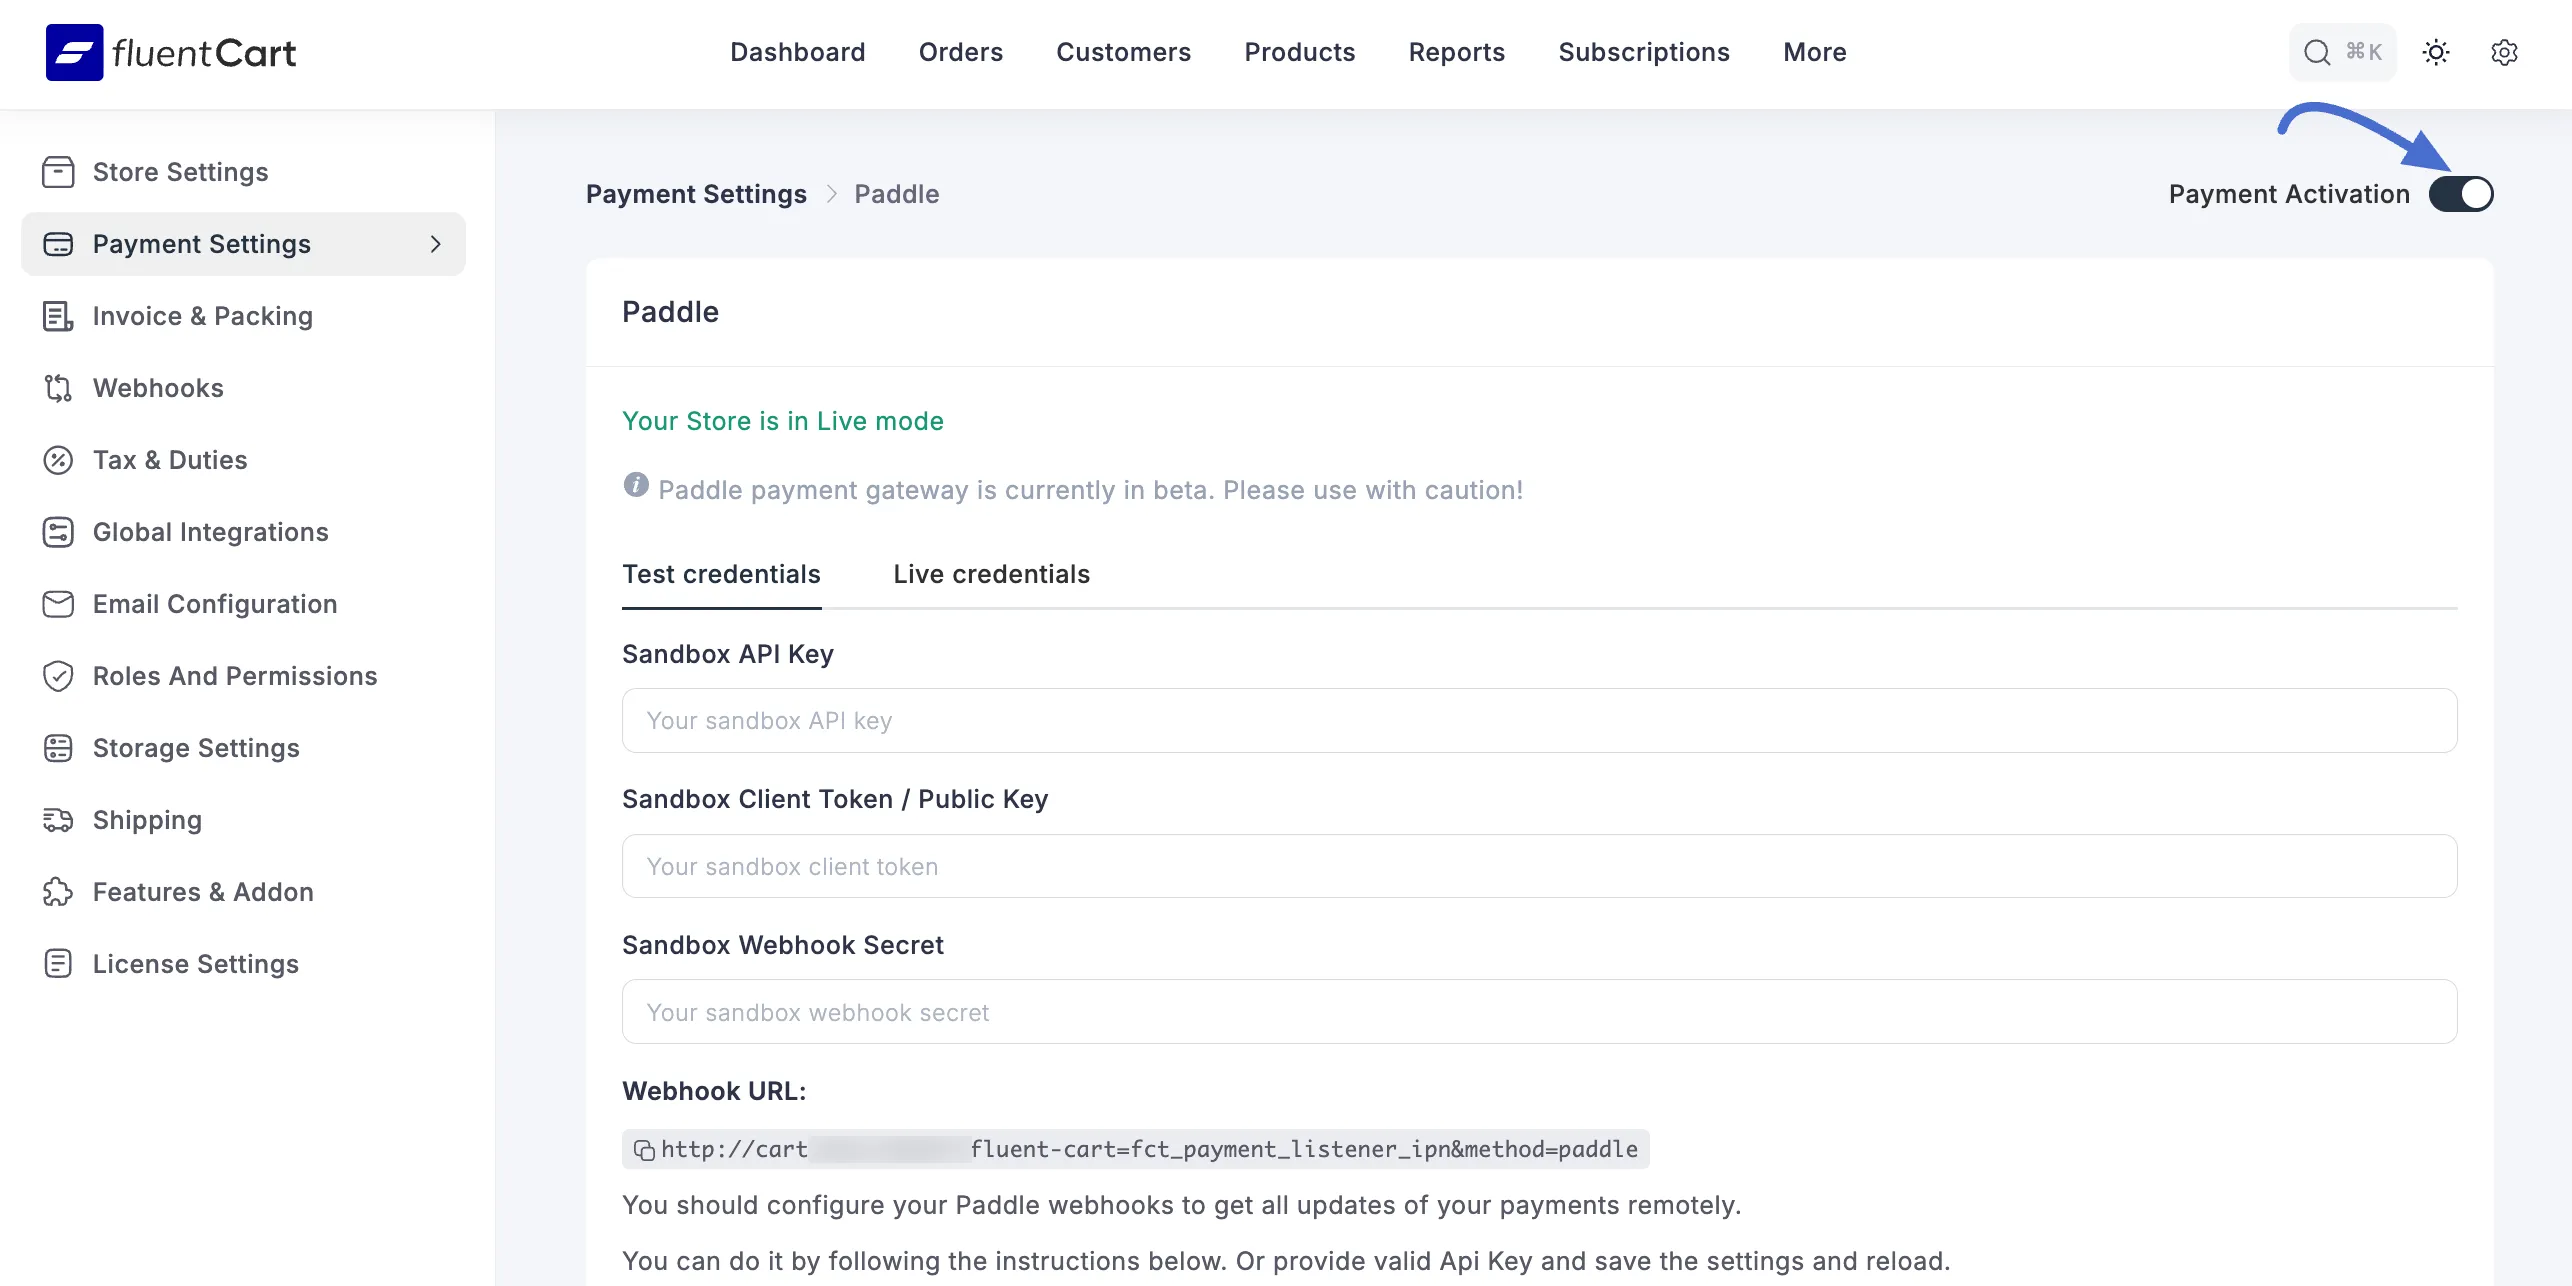 fluentCart
Dashboard Orders Customers Products Reports Subscriptions More
⌘K
Store Settings
Payment Settings
Invoice & Packing
Webhooks
Tax & Duties
Global Integrations
Email Configuration
Roles And Permissions
Storage Settings
Shipping
Features & Addon
License Settings
Payment Settings > Paddle
Payment Activation
Paddle
Your Store is in Live mode
Paddle payment gateway is currently in beta. Please use with caution!
Test credentials Live credentials
Sandbox API Key
Your sandbox API key
Sandbox Client Token / Public Key
Your sandbox client token
Sandbox Webhook Secret
Your sandbox webhook secret
Webhook URL:
http://cart fluent-cart=fct_payment_listener_ipn&method=paddle
You should configure your Paddle webhooks to get all updates of your payments remotely.
You can do it by following the instructions below. Or provide valid Api Key and save the settings and reload.